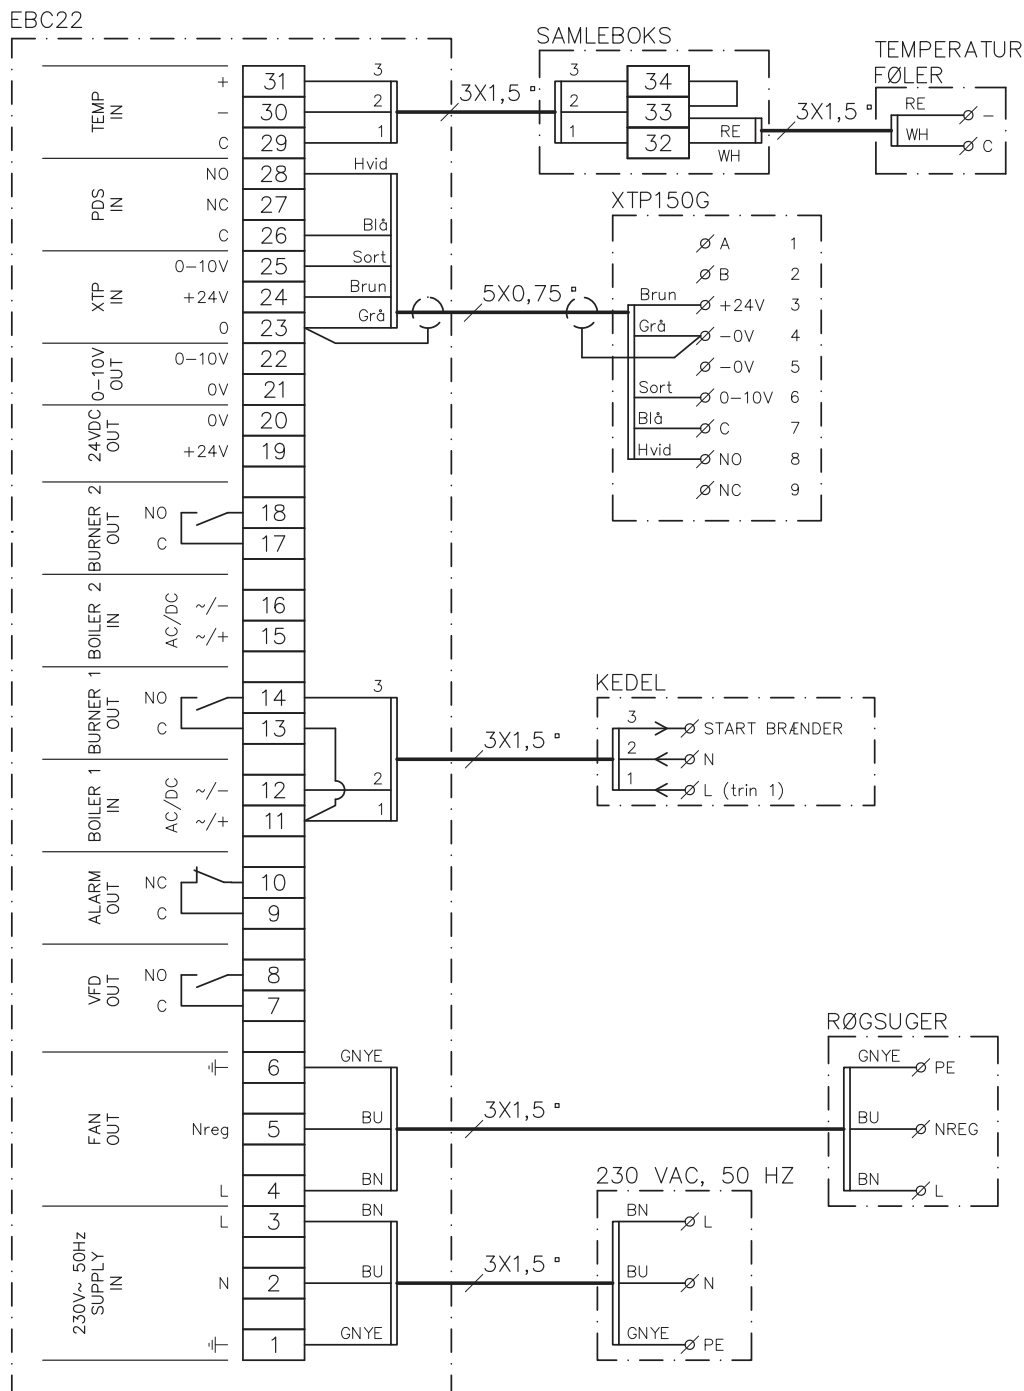 EBC22
SAMLEBOKS
TEMPERATUR
FØLER
TEMP
IN
+ 31 3
− 30 2
C 29 1
3X1,5 ▫
3 34
2 33
1 32
RE
WH
3X1,5 ▫
RE −
WH C
PDS
IN
NO 28 Hvid
NC 27
C 26 Blå
XTP
IN
0−10V 25 Sort
+24V 24 Brun
0 23 Grå
5X0,75 ▫
XTP150G
A 1
B 2
Brun +24V 3
Grå −0V 4
−0V 5
Sort 0−10V 6
Blå C 7
Hvid NO 8
NC 9
0−10V
OUT
0−10V 22
0V 21
24VDC
OUT
0V 20
+24V 19
BURNER 2
OUT
NO 18
C 17
BOILER 2
IN
AC/DC
~/− 16
~/+ 15
BURNER 1
OUT
NO 14 3
C 13
BOILER 1
IN
AC/DC
~/− 12 2
~/+ 11 1
3X1,5 ▫
KEDEL
3 START BRÆNDER
2 N
1 L (trin 1)
ALARM
OUT
NC 10
C 9
VFD
OUT
NO 8
C 7
FAN
OUT
6 GNYE
Nreg 5 BU
L 4 BN
3X1,5 ▫
RØGSUGER
GNYE PE
BU NREG
BN L
230V~ 50Hz
SUPPLY
IN
L 3 BN
N 2 BU
1 GNYE
3X1,5 ▫
230 VAC, 50 HZ
BN L
BU N
GNYE PE